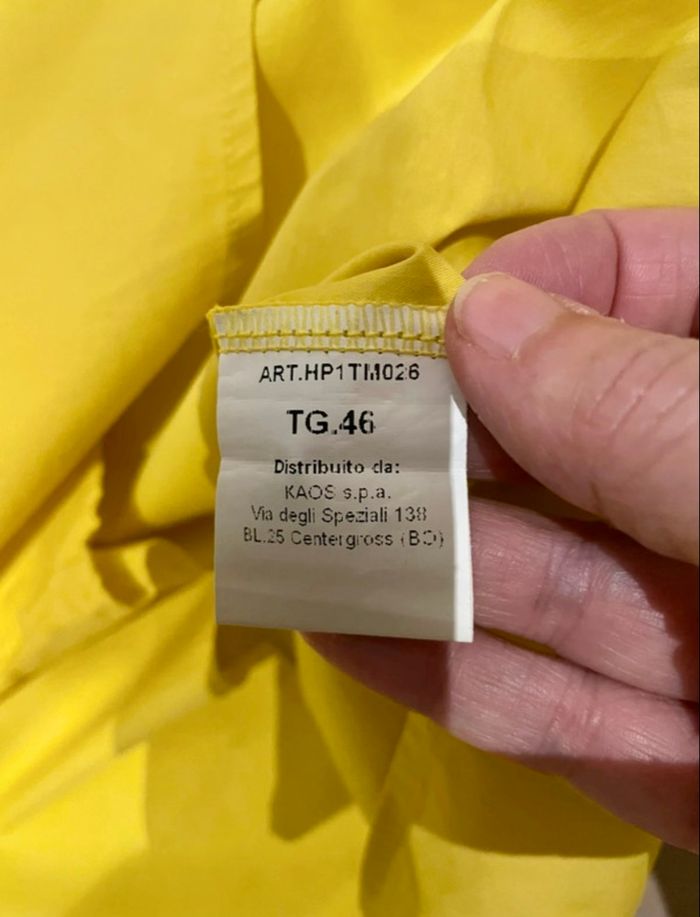 ART.HP1TM026
TG.46
Distribuito da:
KAOS s.p.a.
Via degli Speziali 138
BL.25 Centergross (BO)